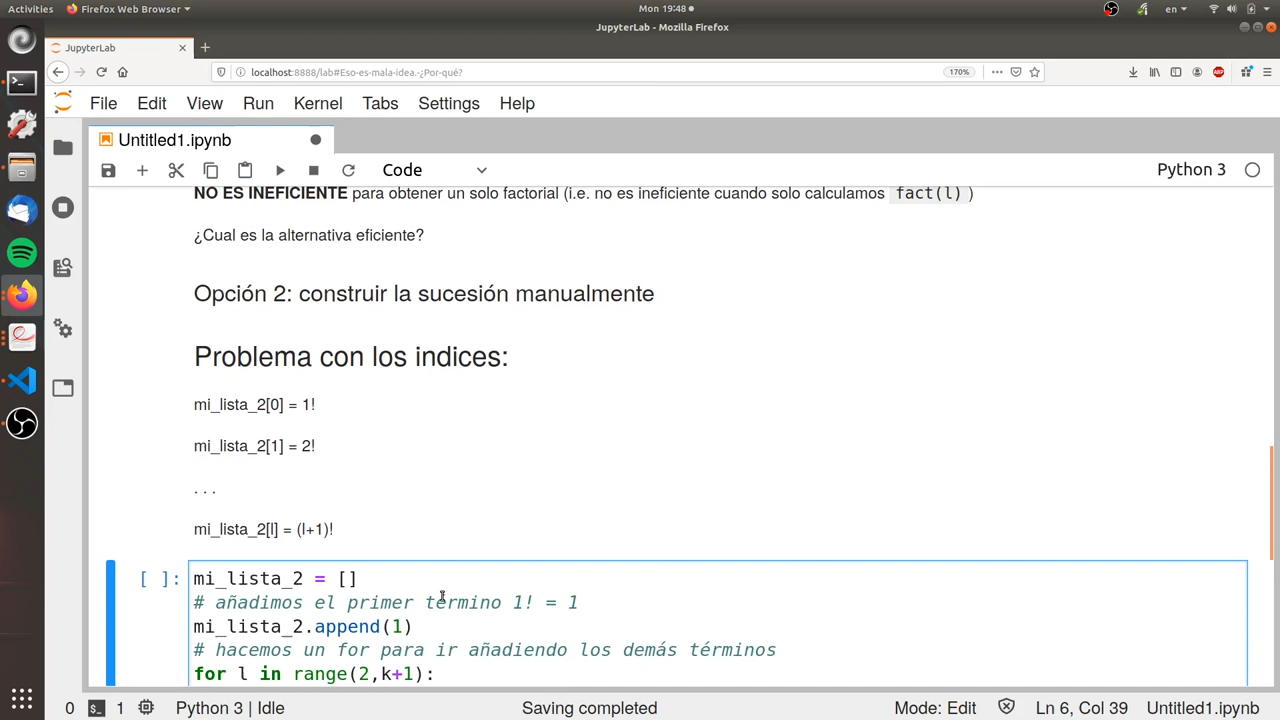 Activities Firefox Web Browser Mon 19:48 en
JupyterLab - Mozilla Firefox
JupyterLab
localhost:8888/lab#Eso-es-mala-idea.-¿Por-qué? 170% ABP
File Edit View Run Kernel Tabs Settings Help
Untitled1.ipynb
Code Python 3
NO ES INEFICIENTE para obtener un solo factorial (i.e. no es ineficiente cuando solo calculamos fact(l) )
¿Cual es la alternativa eficiente?
Opción 2: construir la sucesión manualmente
Problema con los indices:
mi_lista_2[0] = 1!
mi_lista_2[1] = 2!
. . .
mi_lista_2[l] = (l+1)!
[ ]: mi_lista_2 = []
# añadimos el primer término 1! = 1
mi_lista_2.append(1)
# hacemos un for para ir añadiendo los demás términos
for l in range(2,k+1):
0 $_ 1 Python 3 | Idle Saving completed Mode: Edit Ln 6, Col 39 Untitled1.ipynb